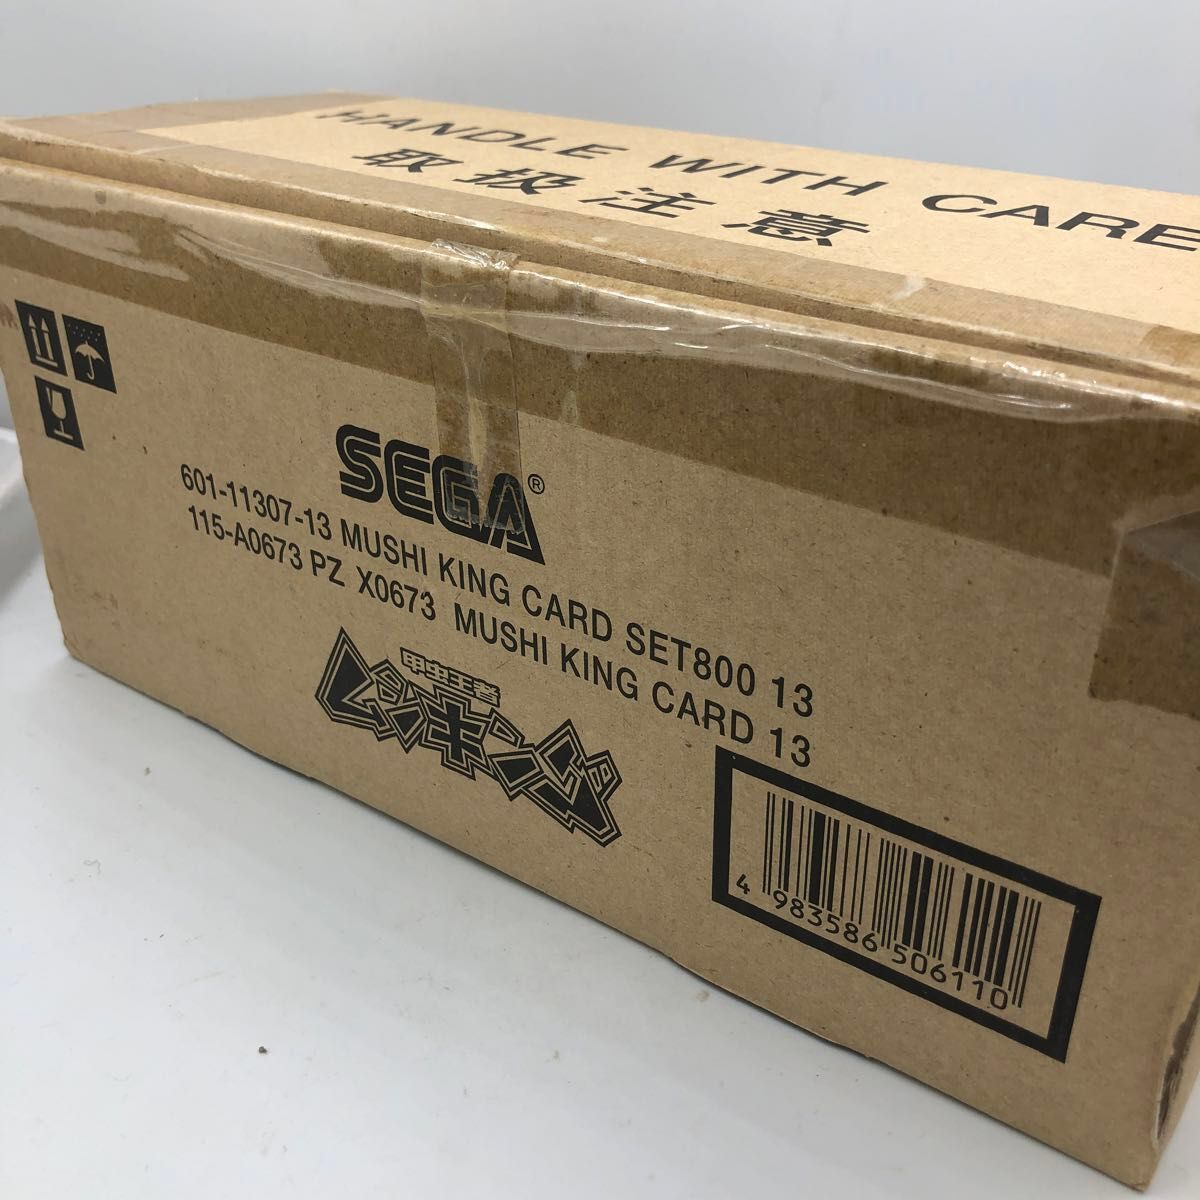 HANDLE WITH CARE
取扱注意
SEGA®
601-11307-13 MUSHI KING CARD SET800 13
115-A0673 PZ X0673 MUSHI KING CARD 13
甲虫王者
ムシキング
4 983586 506110